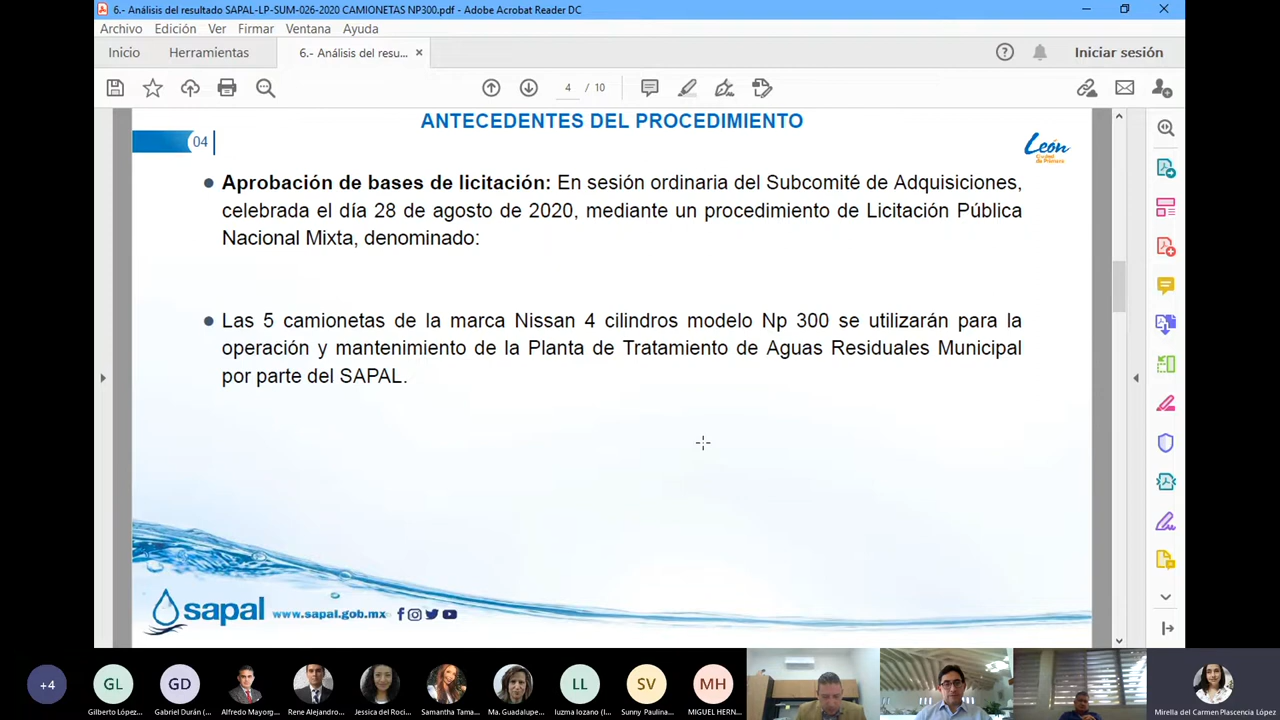 6.- Análisis del resultado SAPAL-LP-SUM-026-2020 CAMIONETAS NP300.pdf - Adobe Acrobat Reader DC
Archivo Edición Ver Firmar Ventana Ayuda
Inicio Herramientas 6.- Análisis del resu... × Iniciar sesión
4 / 10
ANTECEDENTES DEL PROCEDIMIENTO
04
León
• Aprobación de bases de licitación: En sesión ordinaria del Subcomité de Adquisiciones,
celebrada el día 28 de agosto de 2020, mediante un procedimiento de Licitación Pública
Nacional Mixta, denominado:
• Las 5 camionetas de la marca Nissan 4 cilindros modelo Np 300 se utilizarán para la
operación y mantenimiento de la Planta de Tratamiento de Aguas Residuales Municipal
por parte del SAPAL.
sapal www.sapal.gob.mx
+4 GL GD LL SV MH
Gilberto López... Gabriel Durán (... Alfredo Mayorg... Rene Alejandro... Jessica del Roci... Samantha Tama... Ma. Guadalupe... luzma lozano (I... Sunny Paulina... MIGUEL HERN... Mirella del Carmen Plascencia López